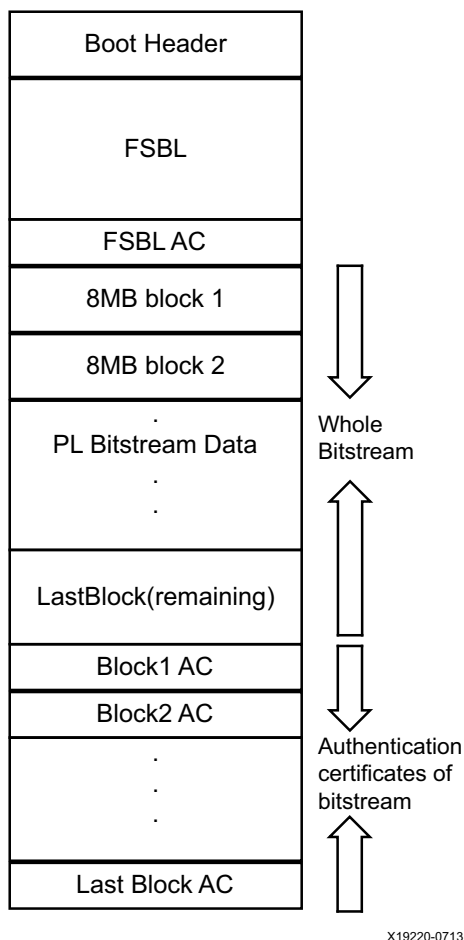 Boot Header
FSBL
FSBL AC
8MB block 1
8MB block 2
.
PL Bitstream Data
.
.
Whole
Bitstream
LastBlock(remaining)
Block1 AC
Block2 AC
.
.
.
Authentication
certificates of
bitstream
Last Block AC
X19220-0713